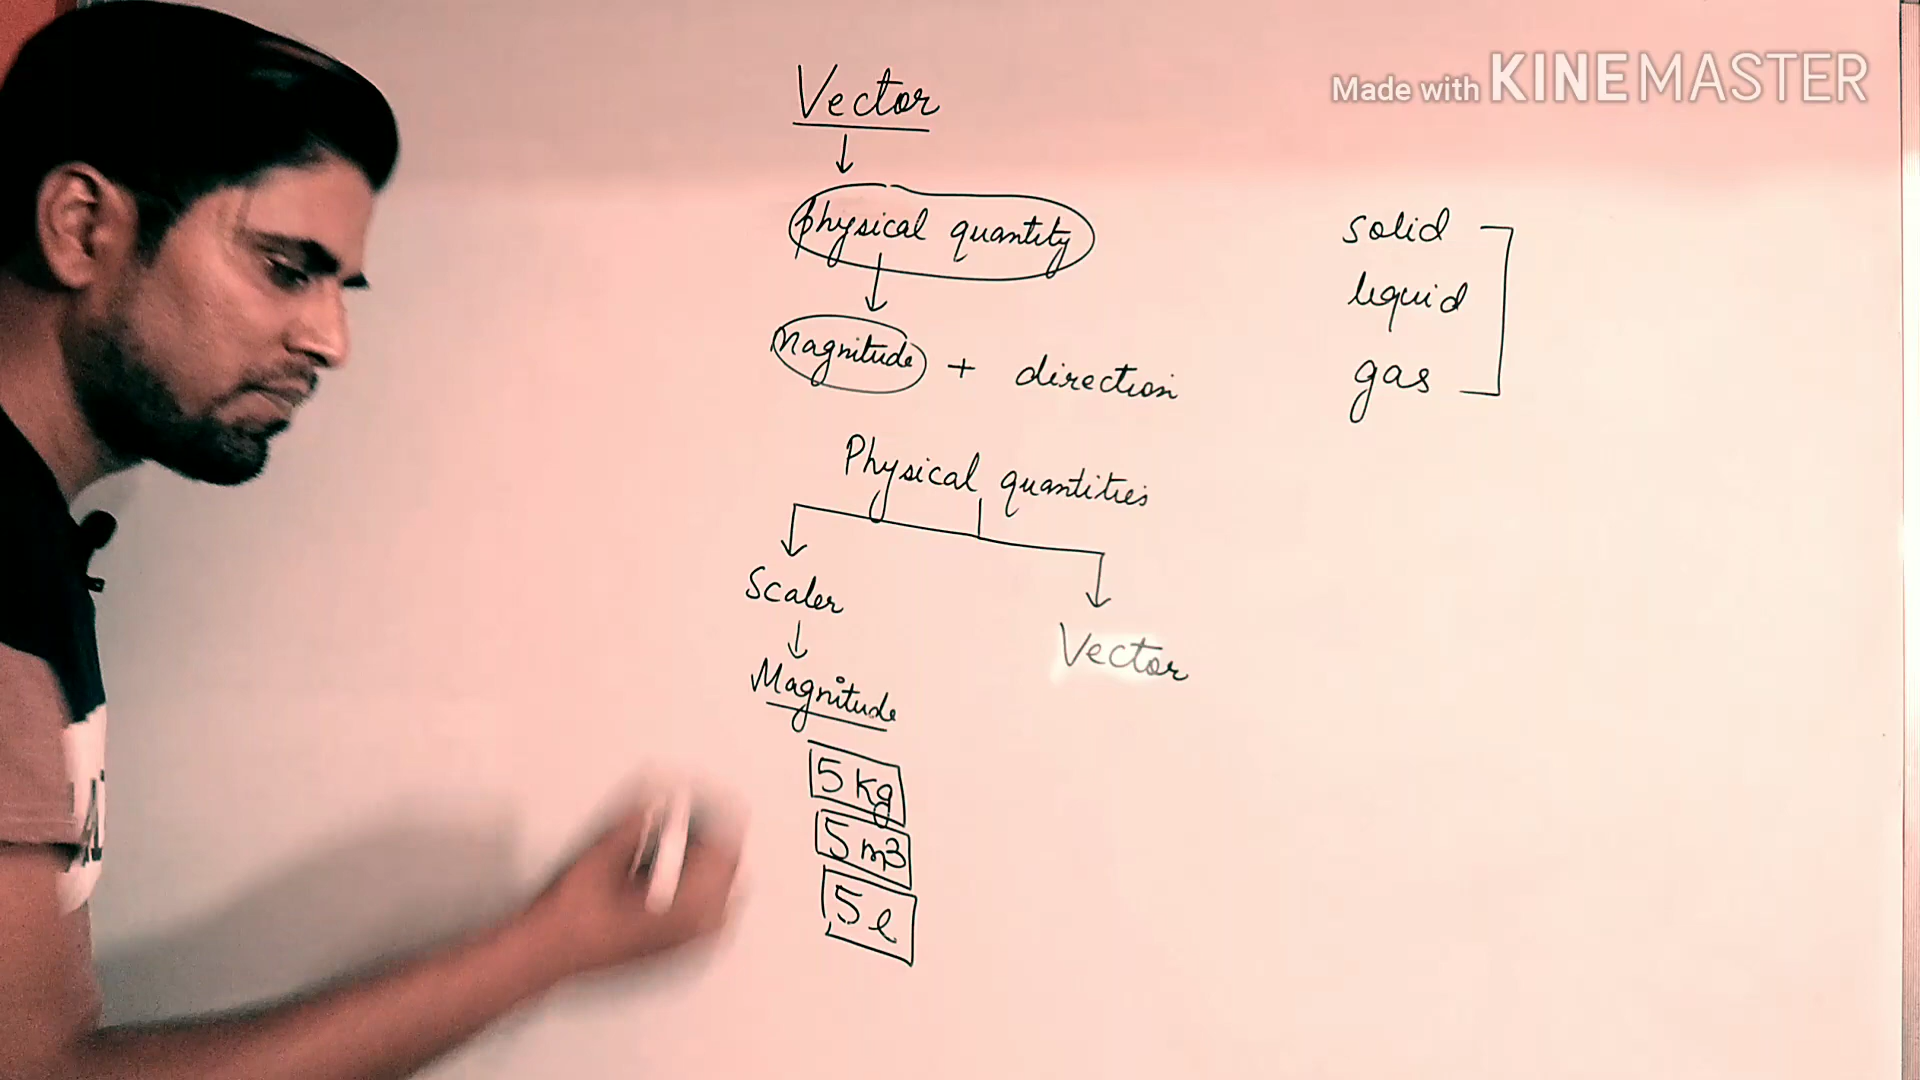 Made with KINEMASTER
Vector
physical quantity
Magnitude + direction
solid
liquid
gas
Physical quantities
Scaler
Vector
Magnitude
5 kg
5 m3
5 l